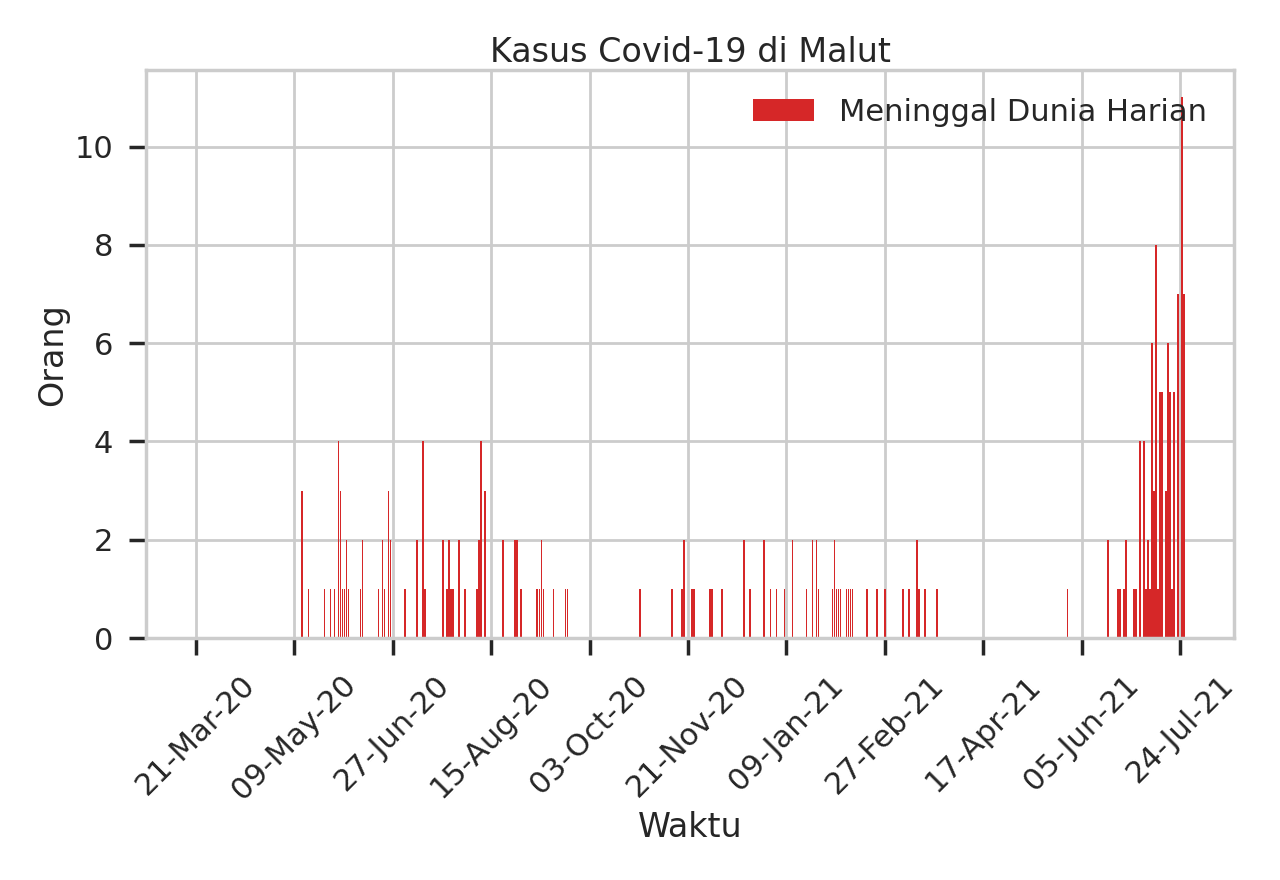 Kasus Covid-19 di Malut
Meninggal Dunia Harian
Orang
10
8
6
4
2
0
21-Mar-20
09-May-20
27-Jun-20
15-Aug-20
03-Oct-20
21-Nov-20
09-Jan-21
27-Feb-21
17-Apr-21
05-Jun-21
24-Jul-21
Waktu